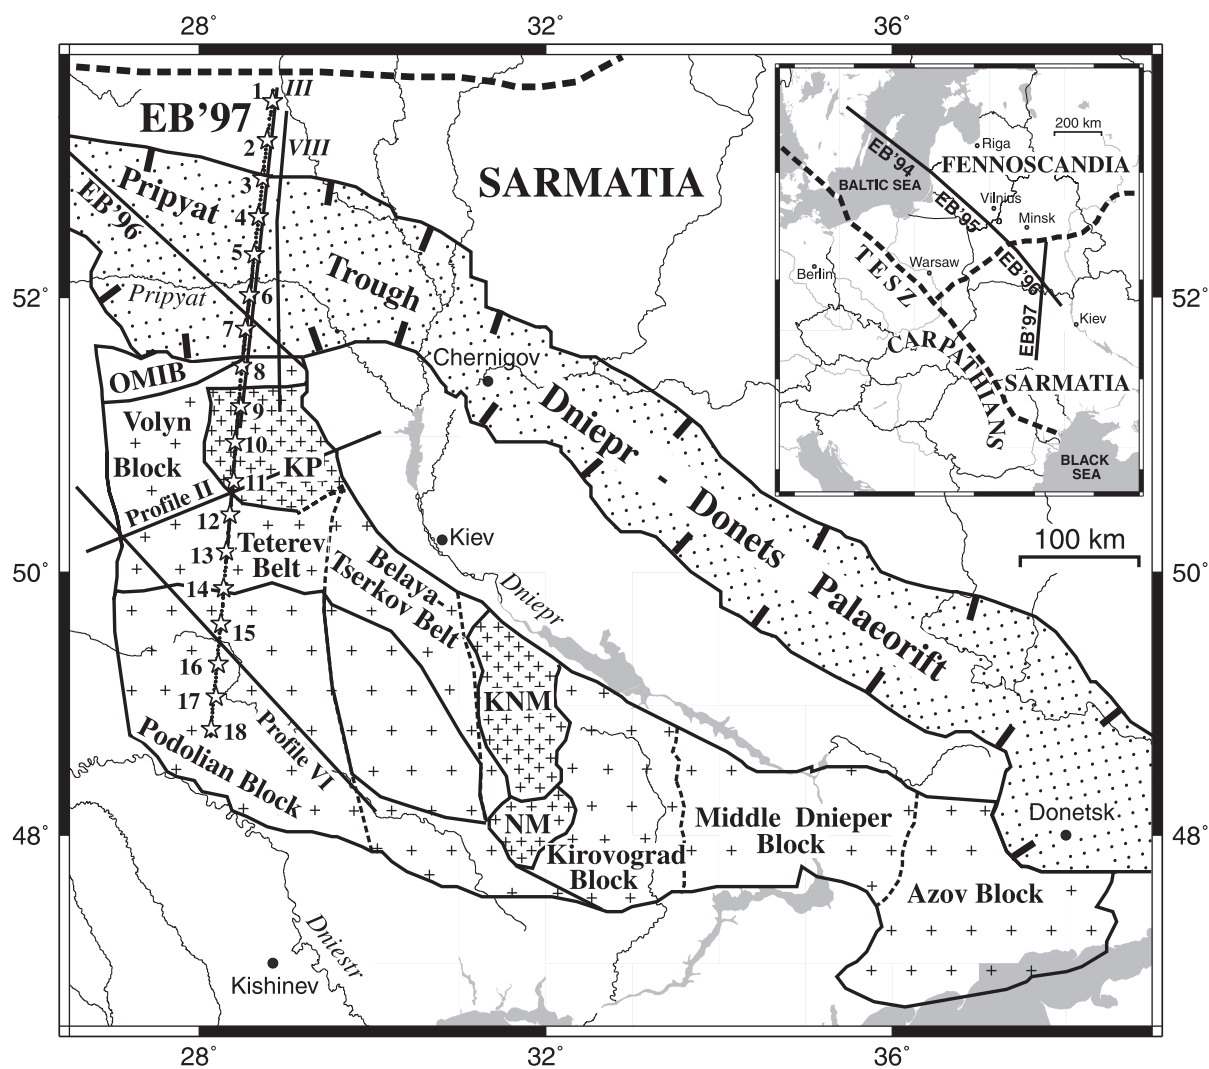 28° 32° 36°
1 III
EB'97
2 VIII
3
Pripyat
4
EB'96
5
SARMATIA
Trough
Pripyat
6
52°
52°
7
Chernigov
OMIB
8
Volyn
9
Block
10
KP
11
Profile II
12
Dniepr - Donets Palaeorift
Teterev
Belt
13
Kiev
Belaya-
Tserkov Belt
Dniepr
100 km
50°
50°
14
15
16
17
18
KNM
Podolian Block
Profile VI
NM
Kirovograd
Block
Middle Dnieper
Block
Donetsk
48°
48°
Azov Block
Dniestr
Kishinev
28° 32° 36°
200 km
Riga
EB'94
FENNOSCANDIA
BALTIC SEA
Vilnius
EB'95
Minsk
Warsaw
EB'96
Berlin
TESZ
Kiev
EB'97
CARPATHIANS
SARMATIA
BLACK
SEA